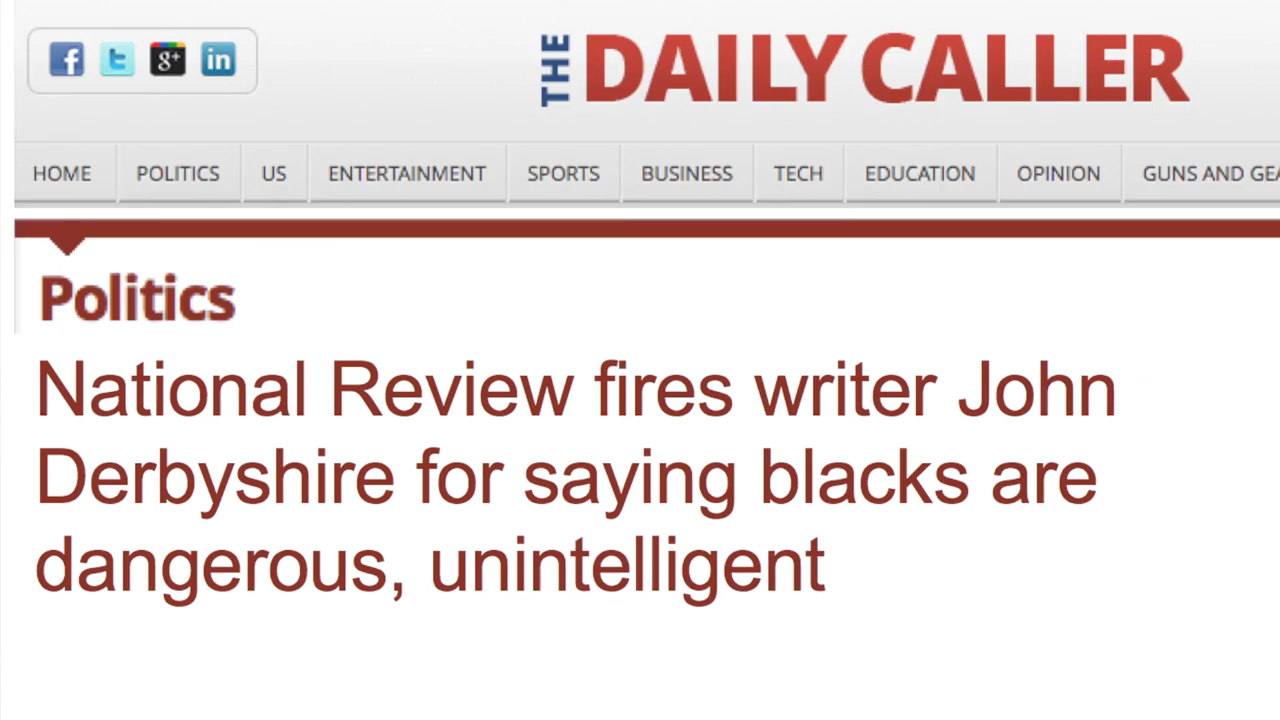 f t g+ in
THE DAILY CALLER
HOME POLITICS US ENTERTAINMENT SPORTS BUSINESS TECH EDUCATION OPINION GUNS AND GEA
Politics
National Review fires writer John
Derbyshire for saying blacks are
dangerous, unintelligent